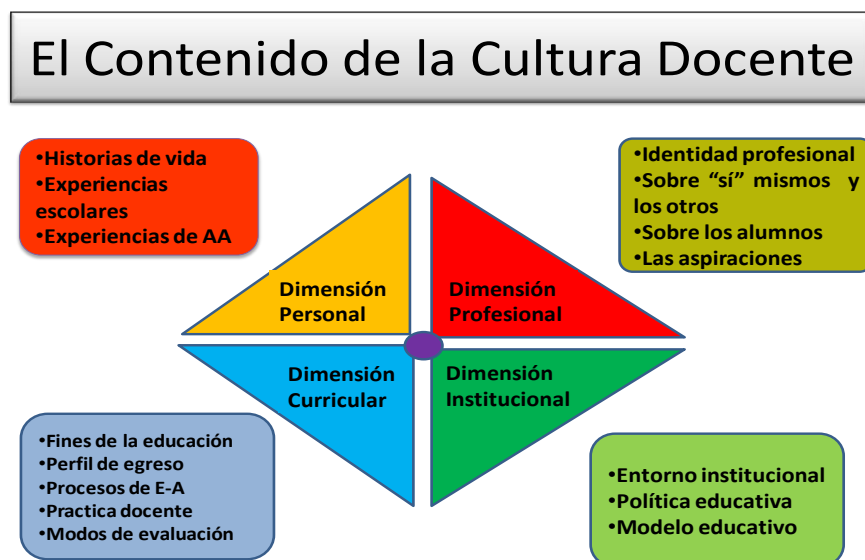 El Contenido de la Cultura Docente
•Historias de vida
•Experiencias
escolares
•Experiencias de AA
•Identidad profesional
•Sobre “sí” mismos y
los otros
•Sobre los alumnos
•Las aspiraciones
Dimensión
Personal
Dimensión
Profesional
Dimensión
Curricular
Dimensión
Institucional
•Fines de la educación
•Perfil de egreso
•Procesos de E-A
•Practica docente
•Modos de evaluación
•Entorno institucional
•Política educativa
•Modelo educativo